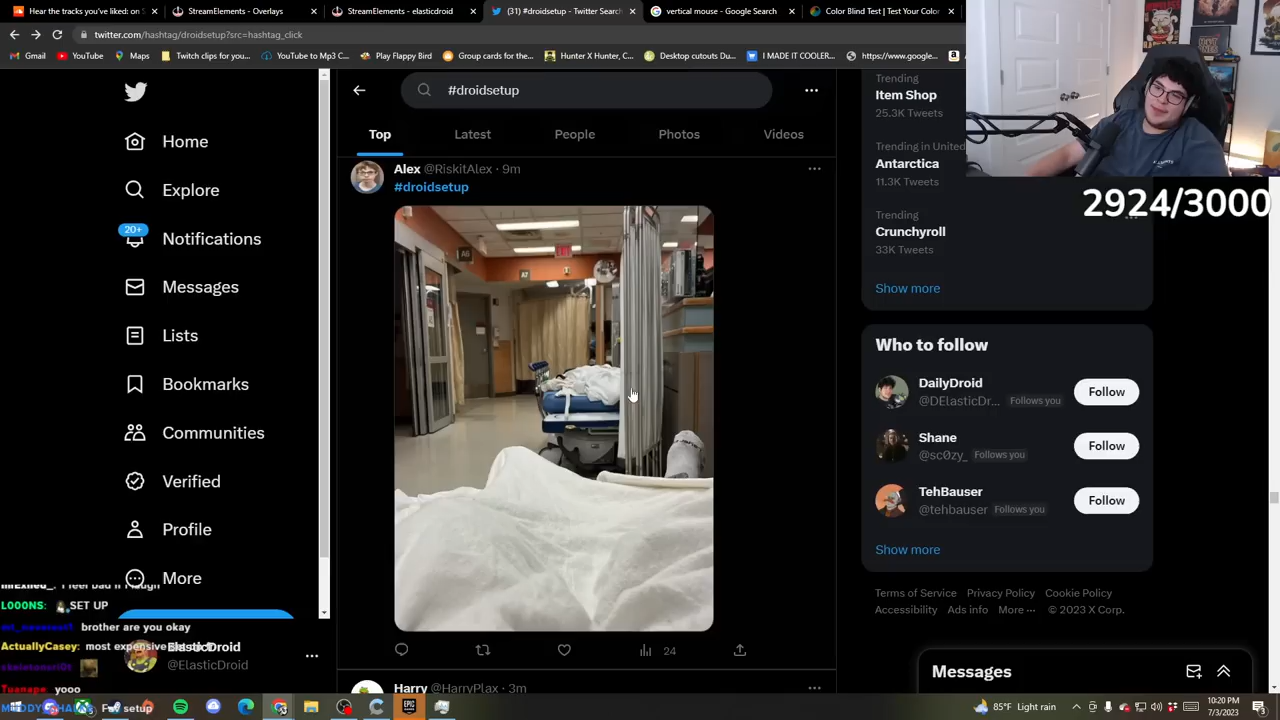 Hear the tracks you've liked: on S
StreamElements - Overlays
StreamElements - elasticdroid
(31) #droidsetup - Twitter Search
vertical mouse - Google Search
Color Blind Test | Test Your Color
twitter.com/hashtag/droidsetup?src=hashtag_click
Gmail
YouTube
Maps
Twitch clips for you...
YouTube to Mp3 C...
Play Flappy Bird
Group cards for the...
Hunter X Hunter, C...
Desktop cutouts Du...
I MADE IT COOLER...
https://www.google...
Home
Explore
20+
Notifications
Messages
Lists
Bookmarks
Communities
Verified
Profile
More
ElasticDroid
@ElasticDroid
#droidsetup
Top
Latest
People
Photos
Videos
Alex @RiskitAlex · 9m
#droidsetup
A6
A7
24
Harry @HarryPlax · 3m
Trending
Item Shop
25.3K Tweets
Trending in United
Antarctica
11.3K Tweets
Trending
Crunchyroll
33K Tweets
Show more
Who to follow
DailyDroid
@DElasticDr...
Follows you
Follow
Shane
@sc0zy_
Follows you
Follow
TehBauser
@tehbauser
Follows you
Follow
Show more
Terms of Service
Privacy Policy
Cookie Policy
Accessibility
Ads info
More ···
© 2023 X Corp.
Messages
2924/3000
L000NS: SET UP
brother are you okay
ActuallyCasey: most expensive
Tuanape: yooo
85°F Light rain
10:20 PM
7/3/2023